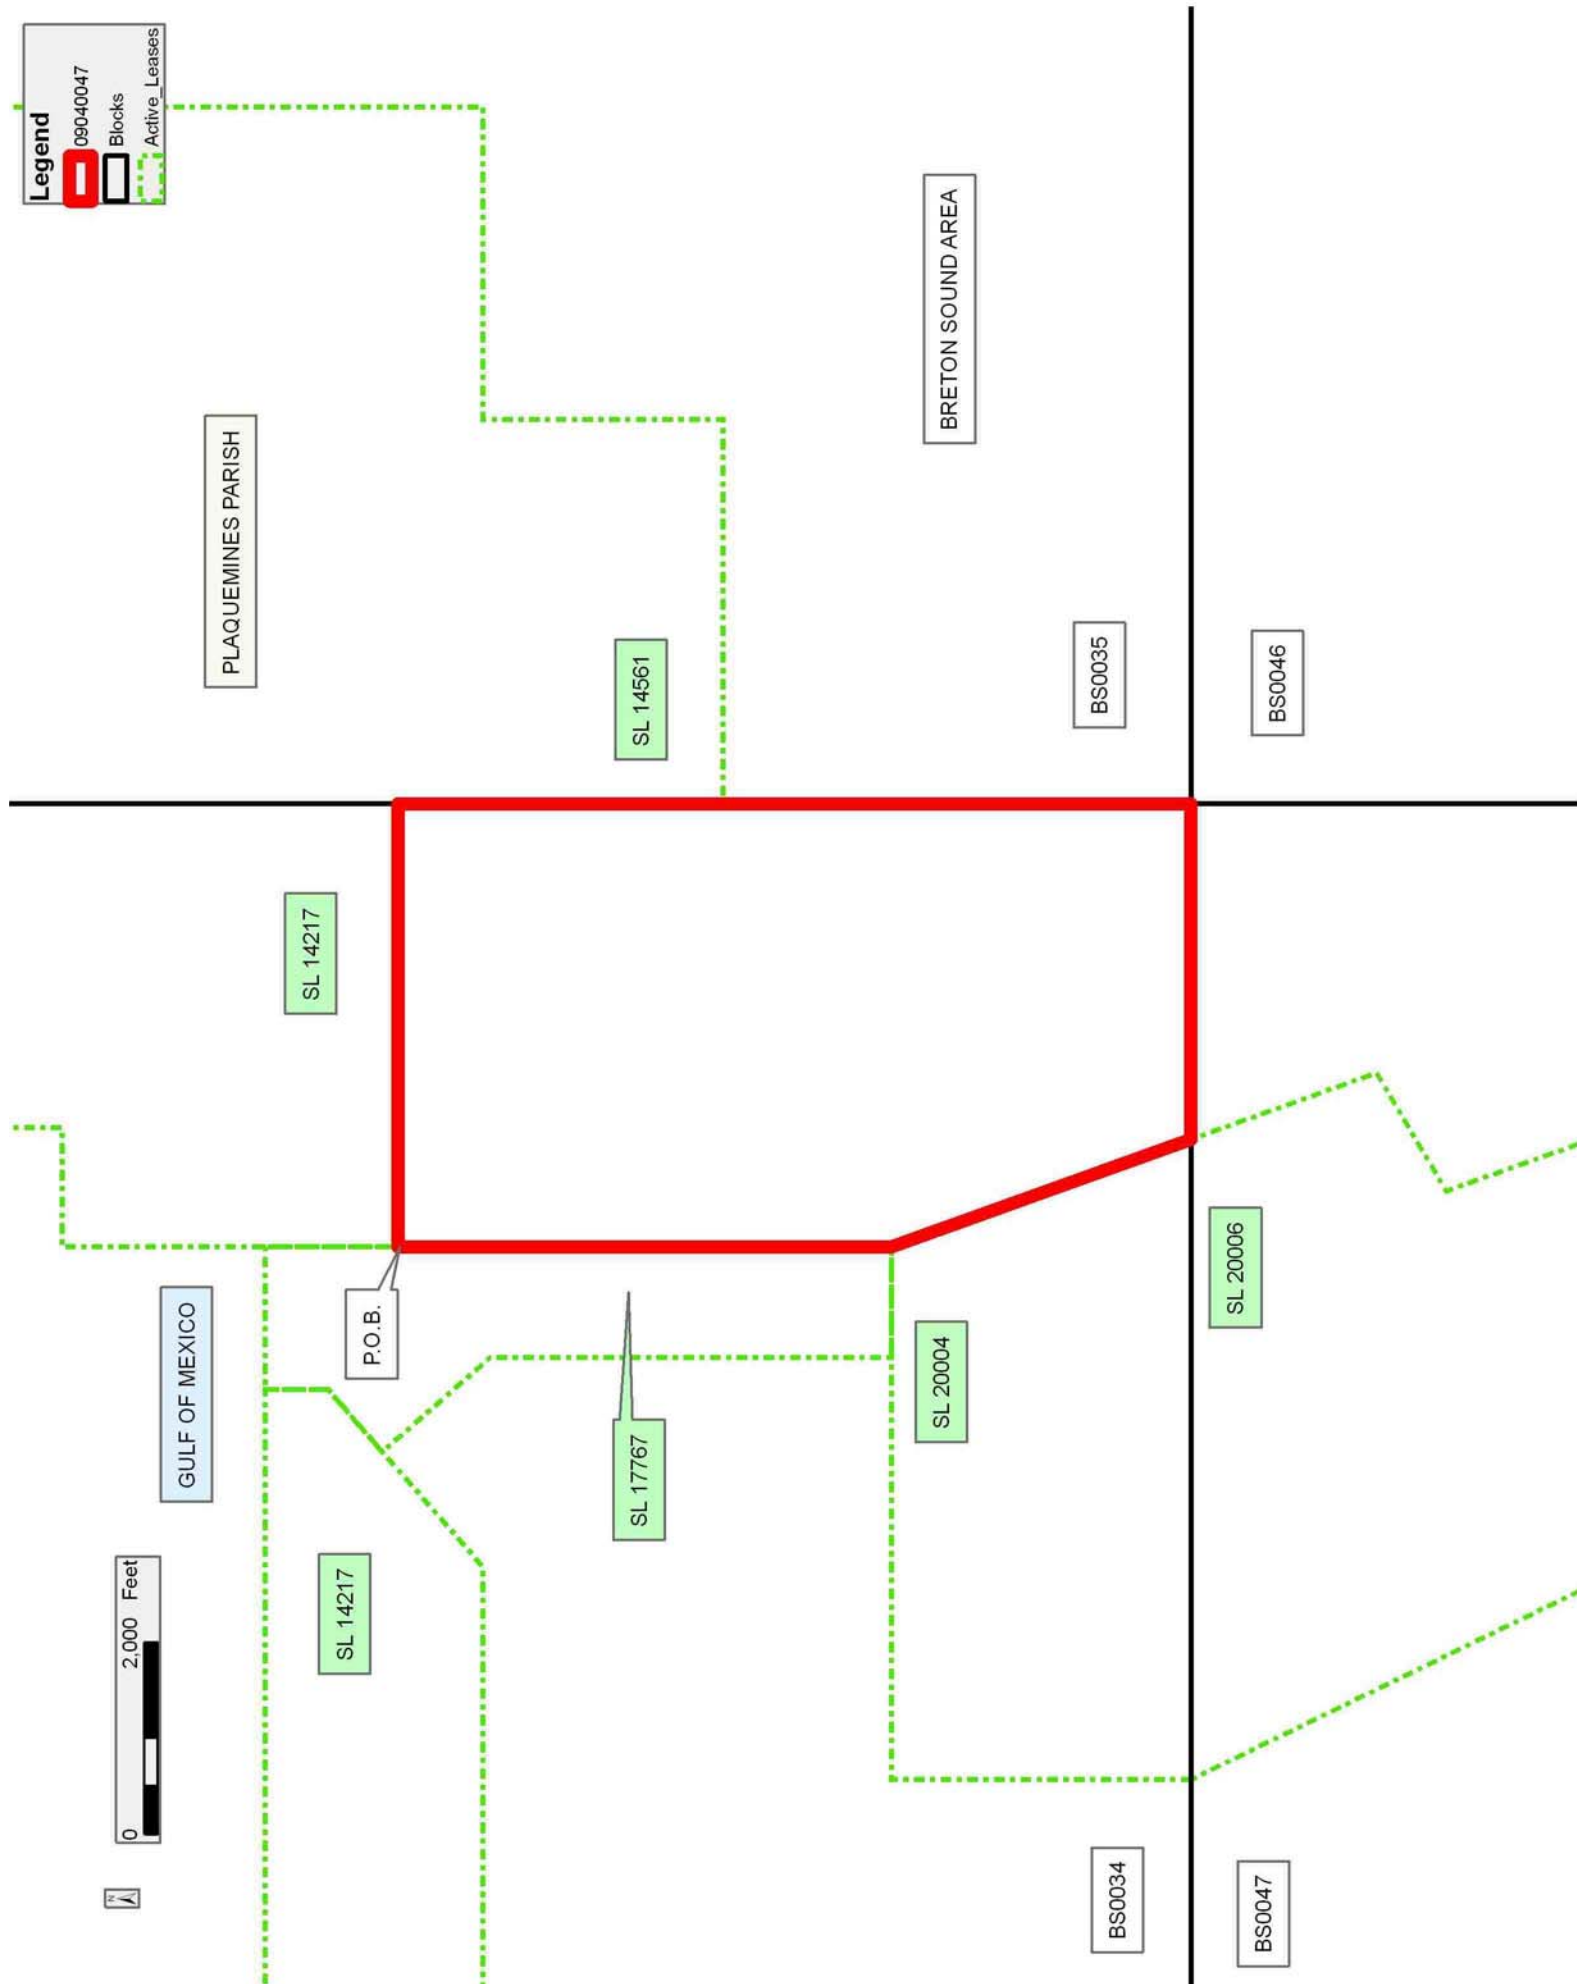 N
0
2,000
Feet
GULF OF MEXICO
PLAQUEMINES PARISH
Legend
09040047
Blocks
Active_Leases
SL 14217
P.O.B.
SL 14217
SL 17767
SL 14561
SL 20004
BRETON SOUND AREA
BS0034
BS0035
BS0047
SL 20006
BS0046